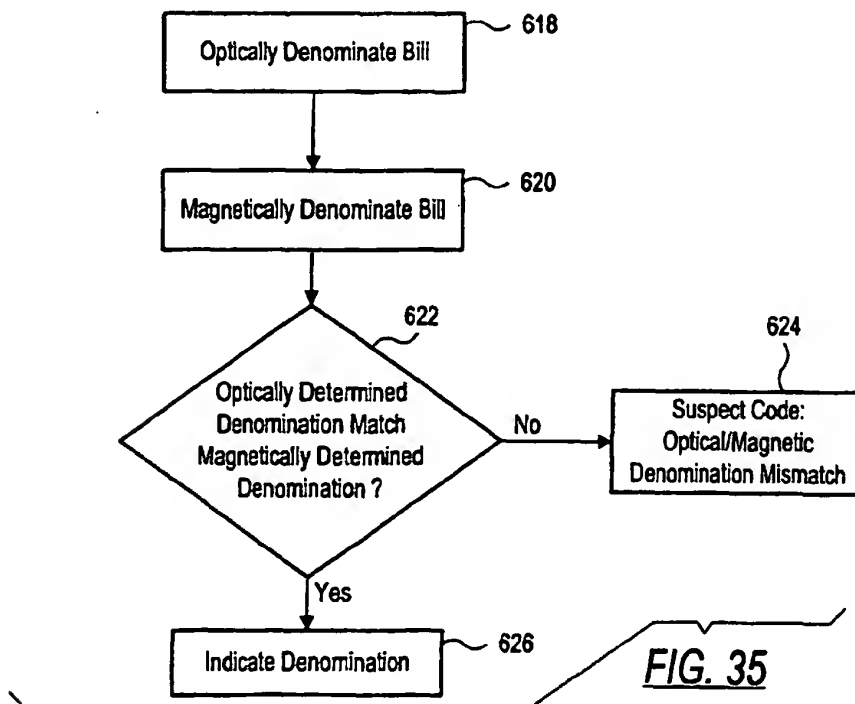 618
Optically Denominate Bill
620
Magnetically Denominate Bill
622
Optically Determined
Denomination Match
Magnetically Determined
Denomination ?
No
624
Suspect Code:
Optical/Magnetic
Denomination Mismatch
Yes
Indicate Denomination
626
FIG. 35